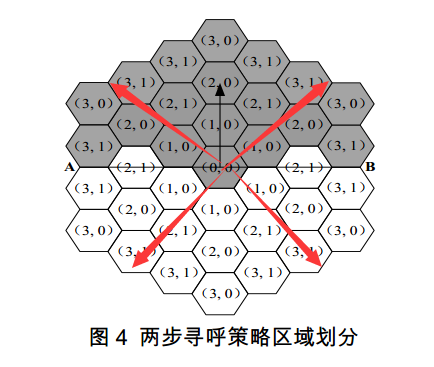 (3, 0)
(3, 1) (3, 1)
(3, 1) (2, 0) (3, 1)
(3, 0) (2, 1) (2, 1) (3, 0)
(2, 0) (1, 0) (2, 0)
(3, 1) (1, 0) (1, 0) (3, 1)
A (2, 1) (0, 0) (2, 1) B
(3, 1) (1, 0) (1, 0) (3, 1)
(2, 0) (1, 0) (2, 0)
(3, 0) (2, 1) (2, 1) (3, 0)
(3, 1) (2, 0) (3, 1)
(3, 1) (3, 1)
(3, 0)
图 4 两步寻呼策略区域划分